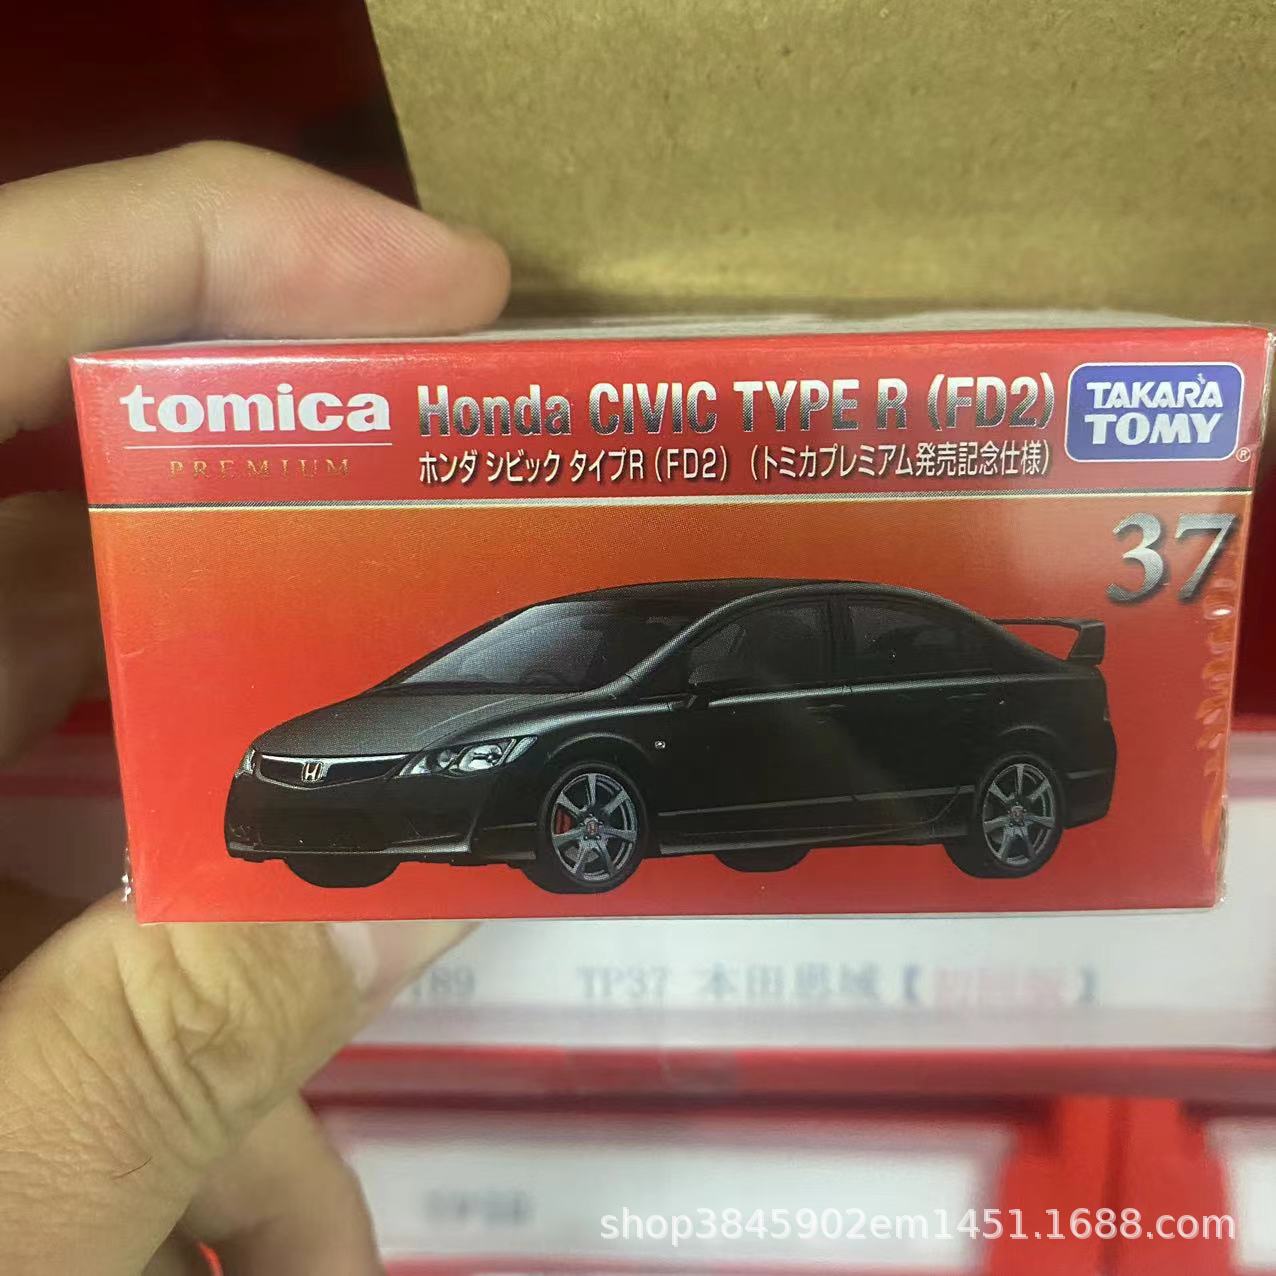 tomica
PREMIUM
Honda CIVIC TYPE R (FD2)
ホンダ シビック タイプR (FD2) (トミカプレミアム発売記念仕様)
TAKARA
TOMY
®
37
789 TP37 本田思域【
shop3845902em1451.1688.com